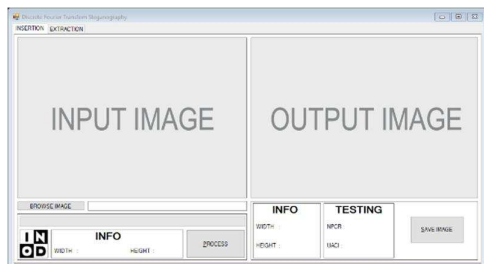 Discrete Fourier Transform Steganography
INSERTION EXTRACTION
INPUT IMAGE
OUTPUT IMAGE
BROWSE IMAGE
INOD
INFO
WIDTH :
HEIGHT :
PROCESS
INFO
WIDTH :
HEIGHT :
TESTING
NPCR
UACI
SAVE IMAGE